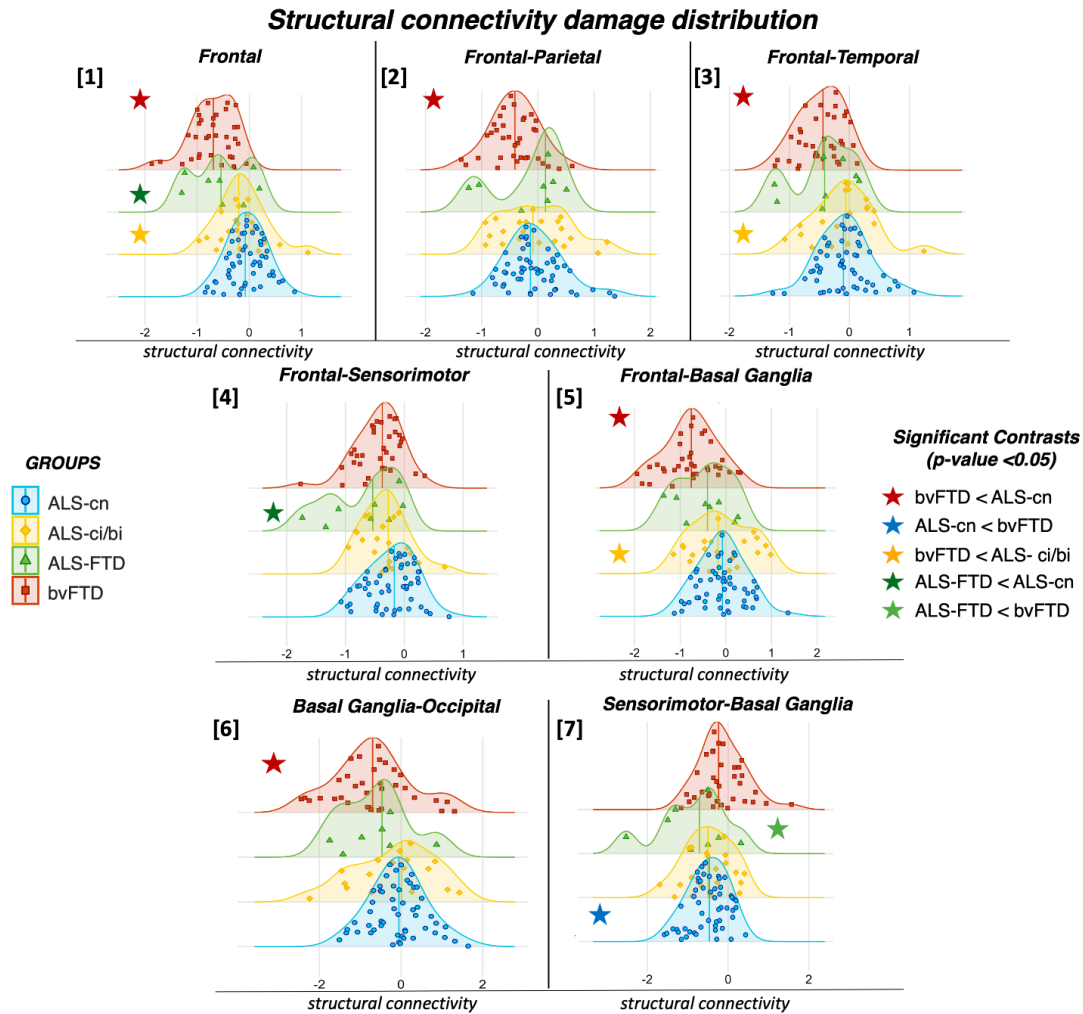 Structural connectivity damage distribution
Frontal
Frontal-Parietal
Frontal-Temporal
[1]
[2]
[3]
-2 -1 0 1
-2 -1 0 1 2
-2 -1 0 1
structural connectivity
structural connectivity
structural connectivity
Frontal-Sensorimotor
Frontal-Basal Ganglia
[4]
[5]
-2 -1 0 1
-2 -1 0 1 2
structural connectivity
structural connectivity
GROUPS
ALS-cn
ALS-ci/bi
ALS-FTD
bvFTD
Significant Contrasts
(p-value <0.05)
bvFTD < ALS-cn
ALS-cn < bvFTD
bvFTD < ALS- ci/bi
ALS-FTD < ALS-cn
ALS-FTD < bvFTD
Basal Ganglia-Occipital
Sensorimotor-Basal Ganglia
[6]
[7]
-2 0 2
-2 0 2
structural connectivity
structural connectivity